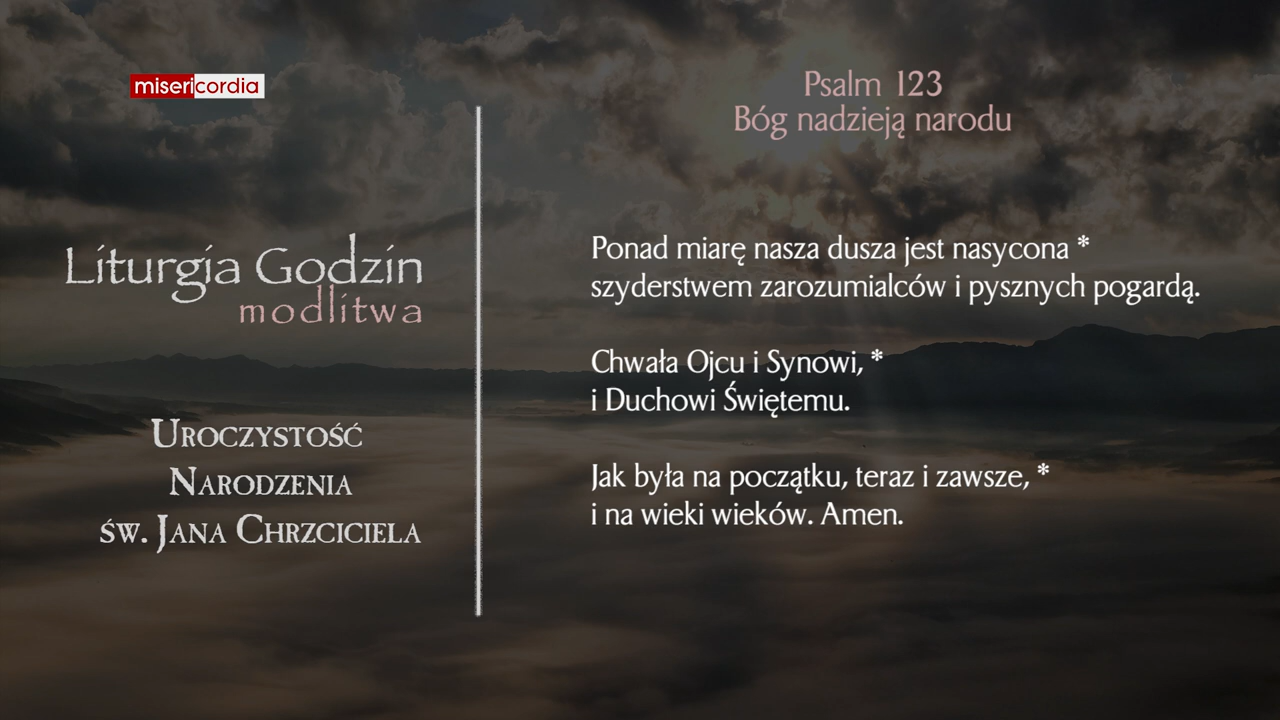 misericordia
Liturgia Godzin
modlitwa
Uroczystość
Narodzenia
św. Jana Chrzciciela
Psalm 123
Bóg nadzieją narodu
Ponad miarę nasza dusza jest nasycona *
szyderstwem zarozumialców i pysznych pogardą.
Chwała Ojcu i Synowi, *
i Duchowi Świętemu.
Jak była na początku, teraz i zawsze, *
i na wieki wieków. Amen.